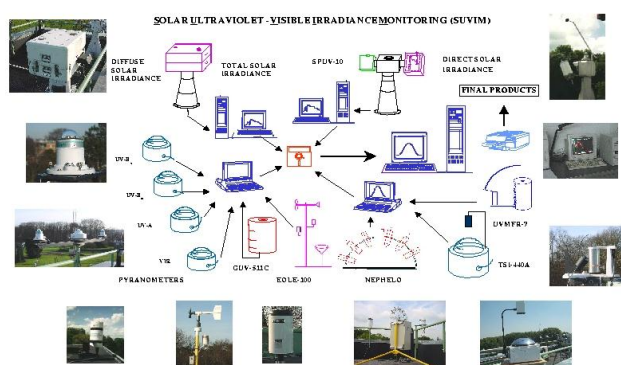 SOLAR ULTRAVIOLET - VISIBLE IRRADIANCE MONITORING (SUVIM)
DIFFUSE
SOLAR
IRRADIANCE
TOTAL SOLAR
IRRADIANCE
SPUV-10
DIRECT SOLAR
IRRADIANCE
FINAL PRODUCTS
UV-B
UV-B
UV-A
VIS
PYRANOMETERS
GUV-511C
EOLE-100
NEPHELO
UVMFR-7
TSI-440A